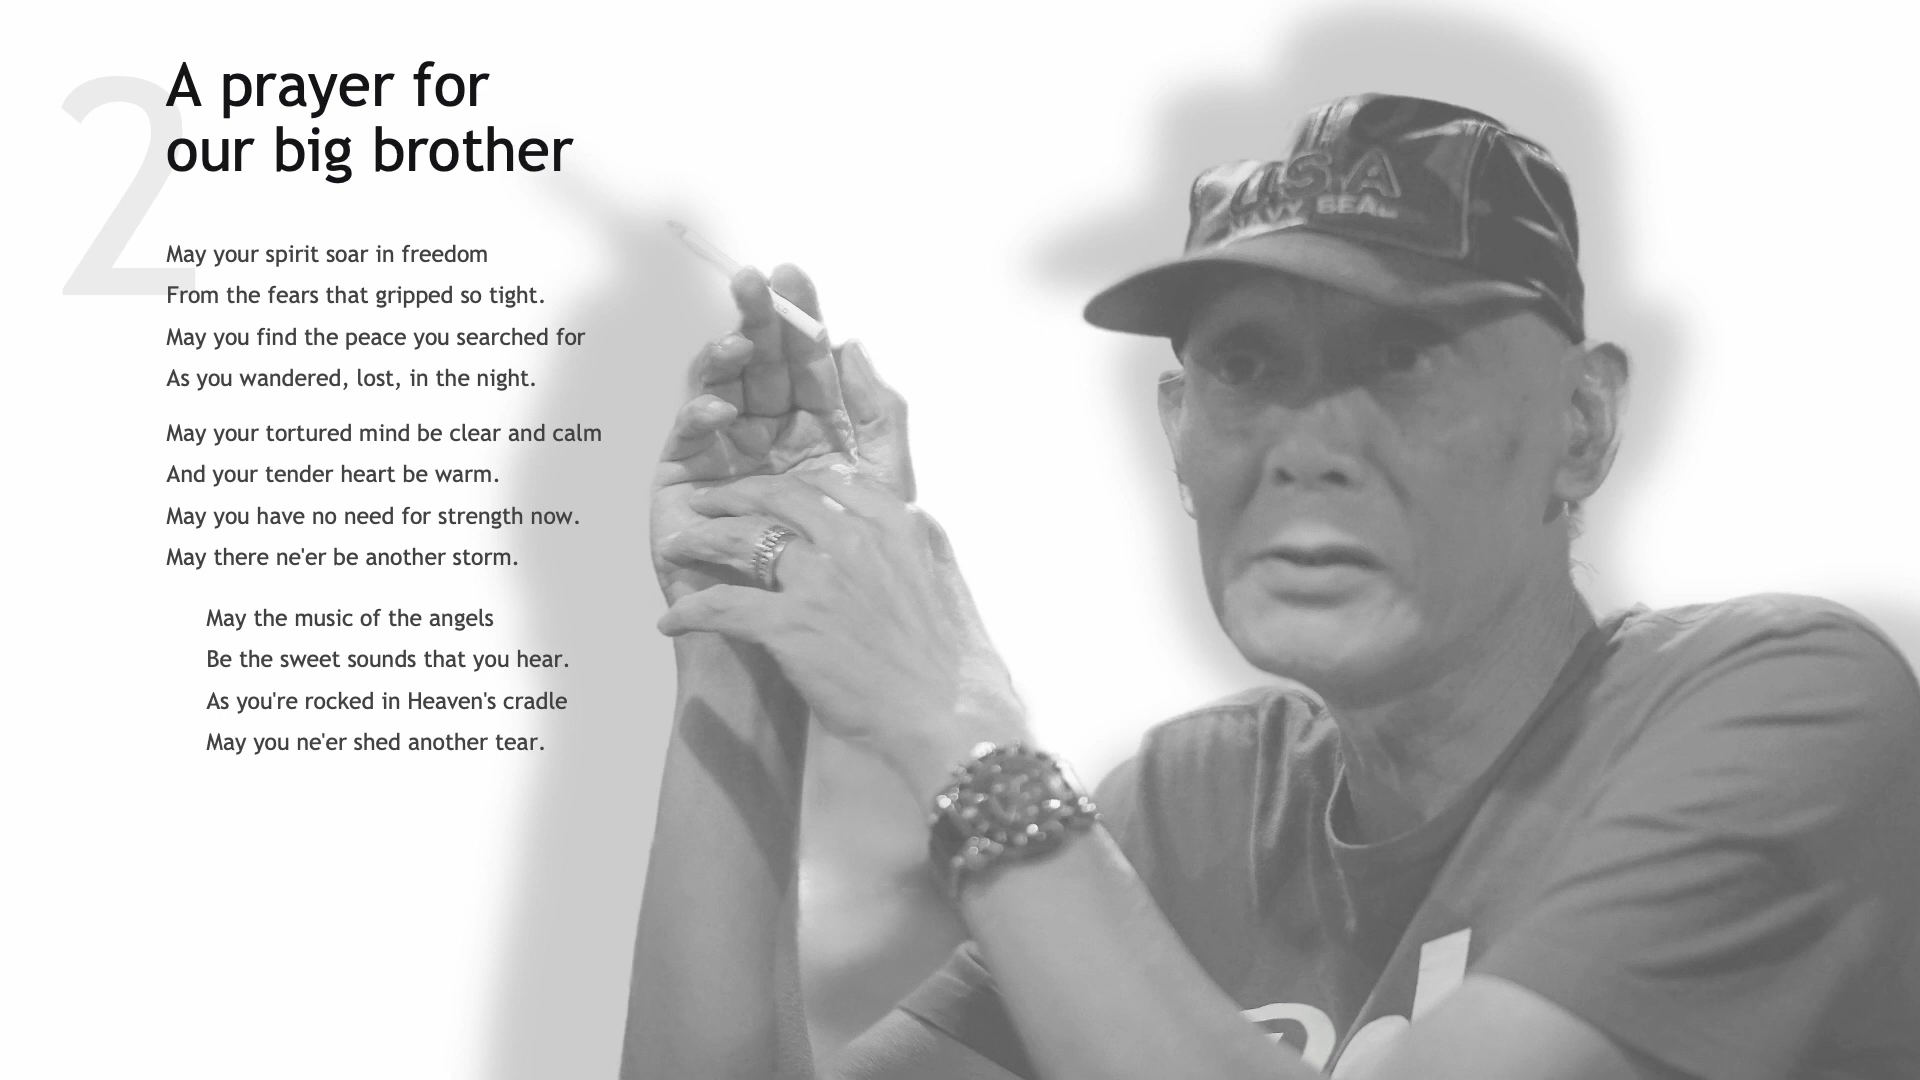 2
A prayer for
our big brother
May your spirit soar in freedom
From the fears that gripped so tight.
May you find the peace you searched for
As you wandered, lost, in the night.
May your tortured mind be clear and calm
And your tender heart be warm.
May you have no need for strength now.
May there ne'er be another storm.
May the music of the angels
Be the sweet sounds that you hear.
As you're rocked in Heaven's cradle
May you ne'er shed another tear.
USA
NAVY SEAL